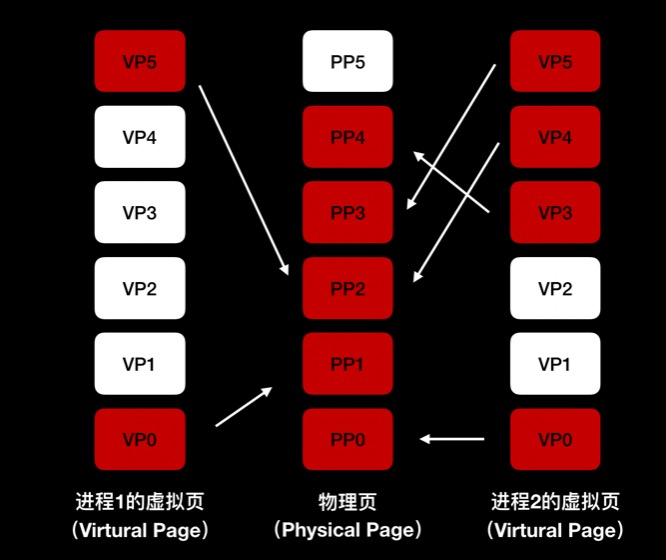 VP5 PP5 VP5
VP4 PP4 VP4
VP3 PP3 VP3
VP2 PP2 VP2
VP1 PP1 VP1
VP0 PP0 VP0
进程1的虚拟页 物理页 进程2的虚拟页
（Virtural Page） （Physical Page） （Virtural Page）